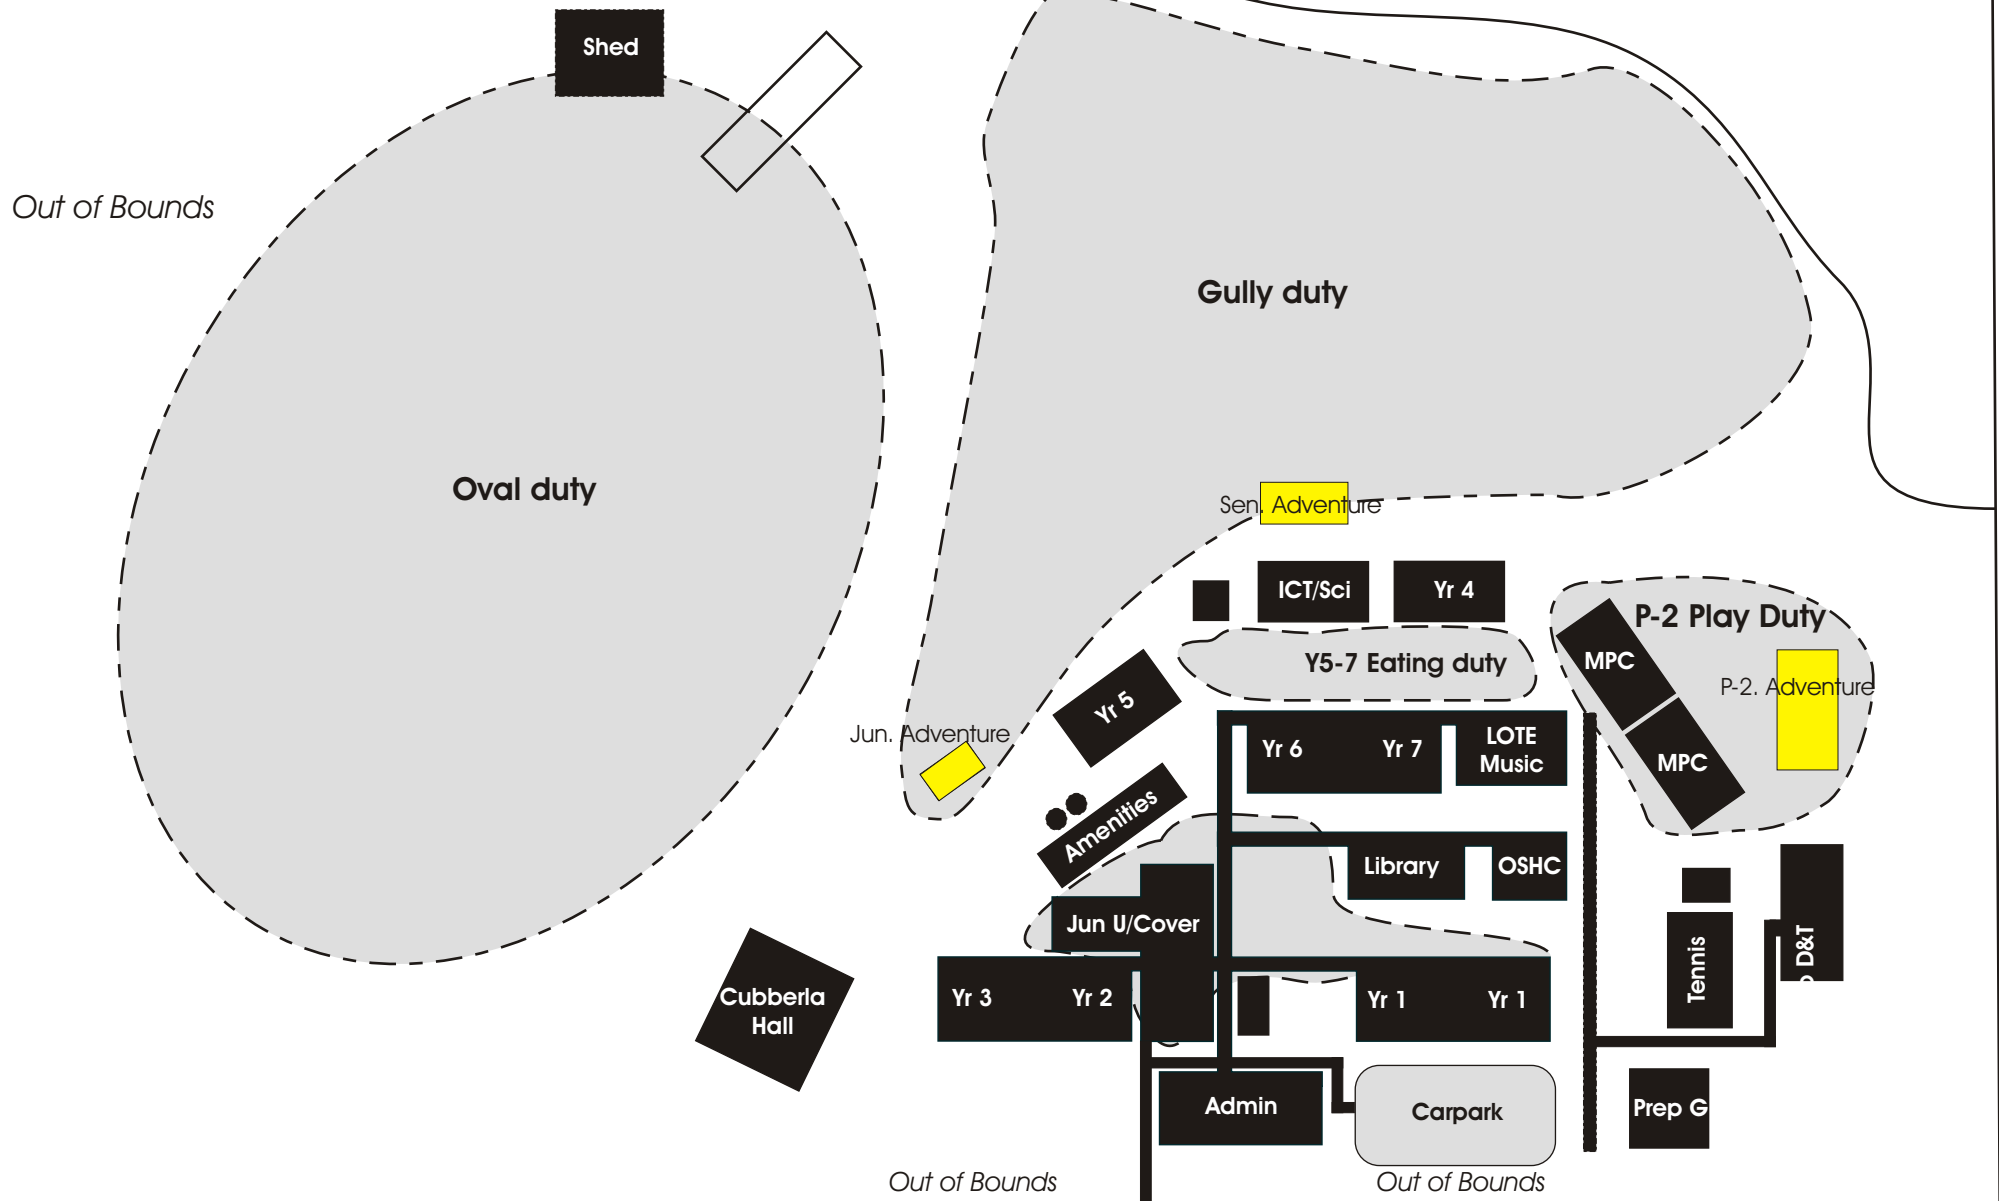 Shed
Out of Bounds
Gully duty
Oval duty
Sen. Adventure
ICT/Sci
Yr 4
P-2 Play Duty
Y5-7 Eating duty
MPC
P-2. Adventure
Yr 5
Jun. Adventure
Yr 6
Yr 7
LOTE
Music
MPC
Amenities
Library
OSHC
Jun U/Cover
Tennis
D&T
Cubberla
Hall
Yr 3
Yr 2
Yr 1
Yr 1
Admin
Carpark
Prep G
Out of Bounds
Out of Bounds